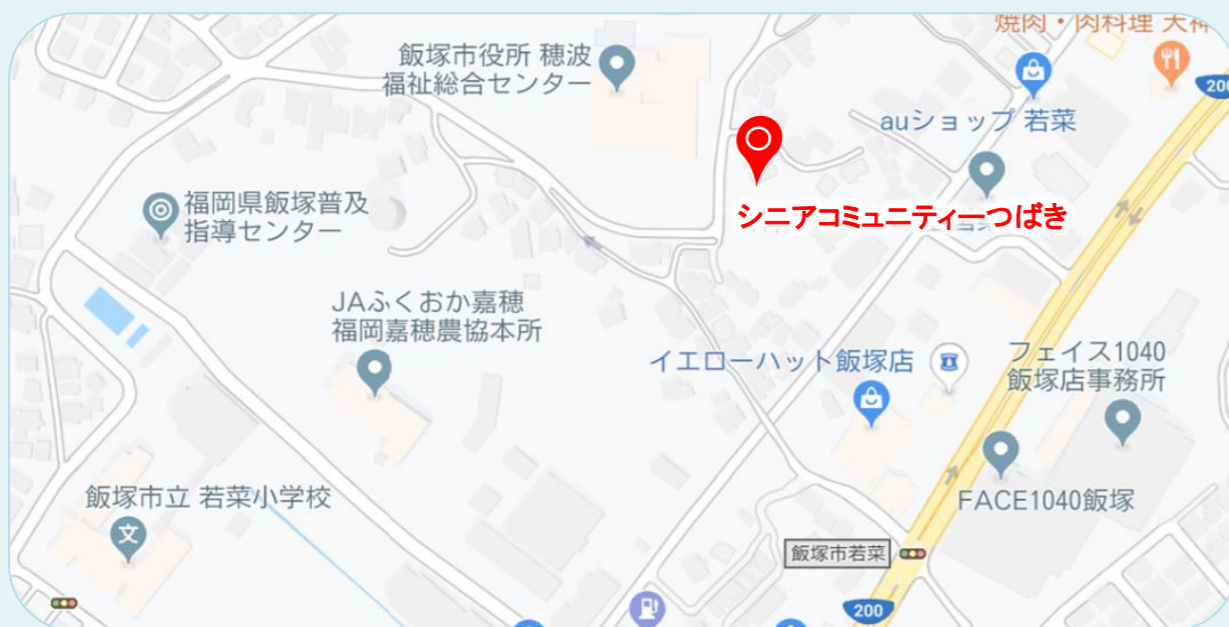 焼肉・肉料理 天神
飯塚市役所 穂波
福祉総合センター
200
auショップ 若菜
シニアコミュニティーつばき
福岡県飯塚普及
指導センター
JAふくおか嘉穂
福岡嘉穂農協本所
イエローハット飯塚店
フェイス1040
飯塚店事務所
飯塚市立 若菜小学校
文
FACE1040飯塚
飯塚市若菜
200